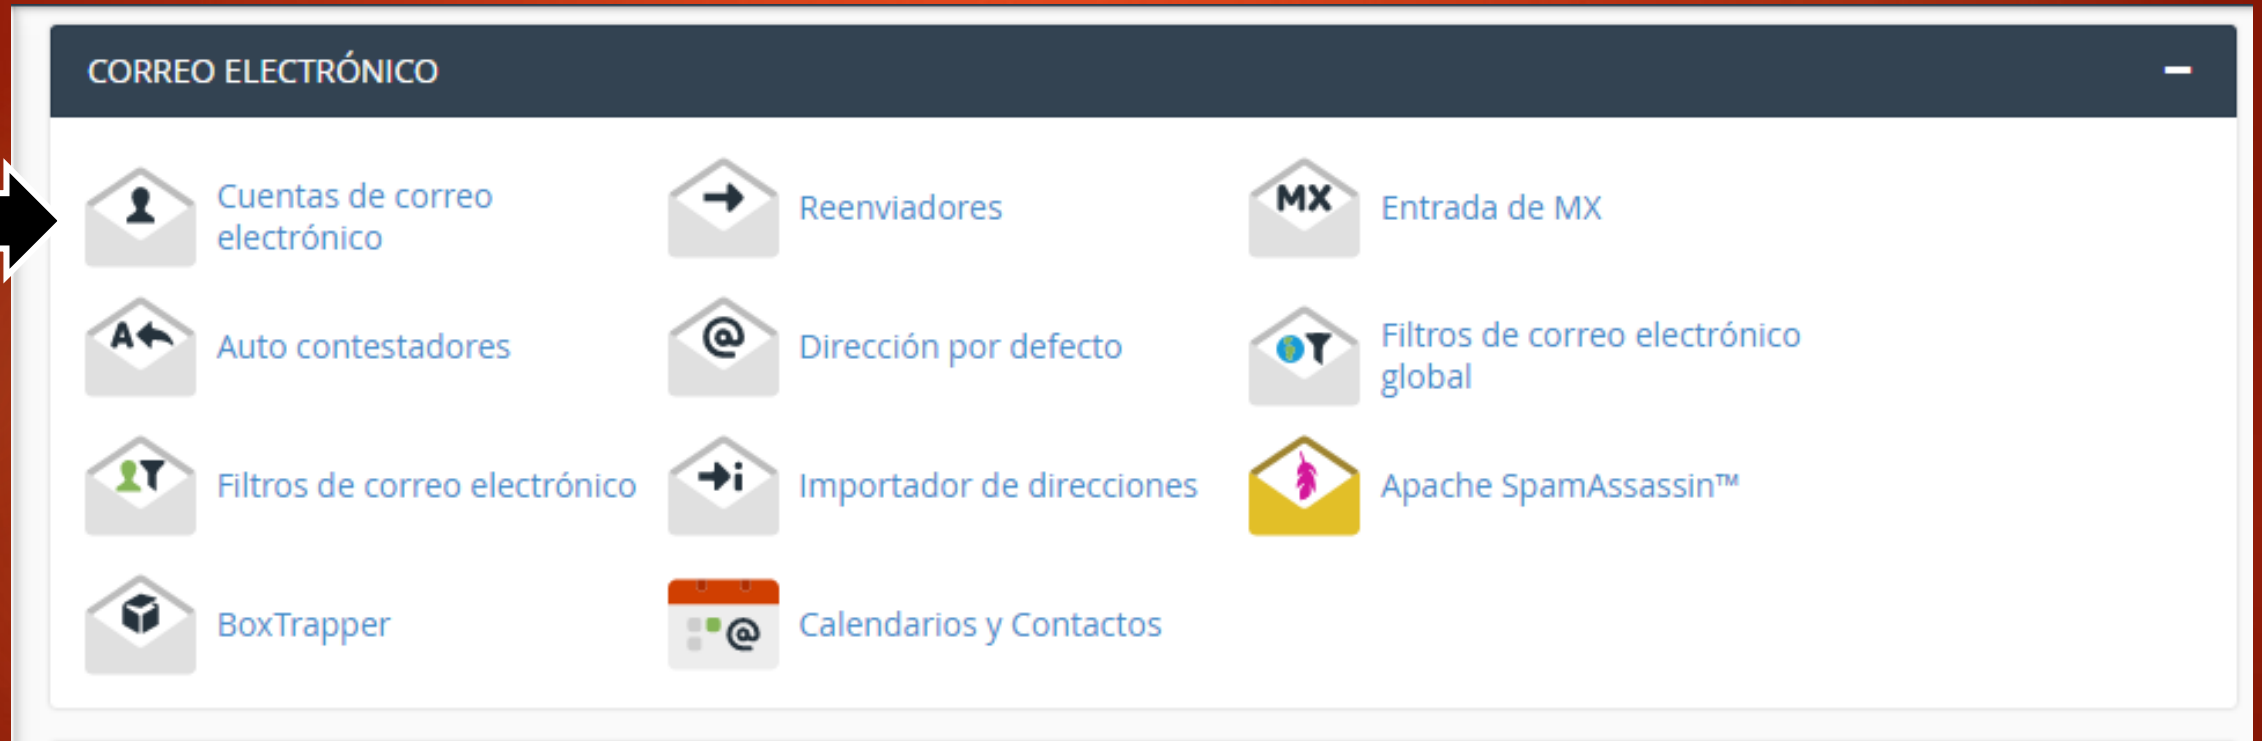 CORREO ELECTRÓNICO
Cuentas de correo
electrónico
Reenviadores
MX
Entrada de MX
A
Auto contestadores
@
Dirección por defecto
Filtros de correo electrónico
global
Filtros de correo electrónico
i
Importador de direcciones
Apache SpamAssassin™
BoxTrapper
@
Calendarios y Contactos